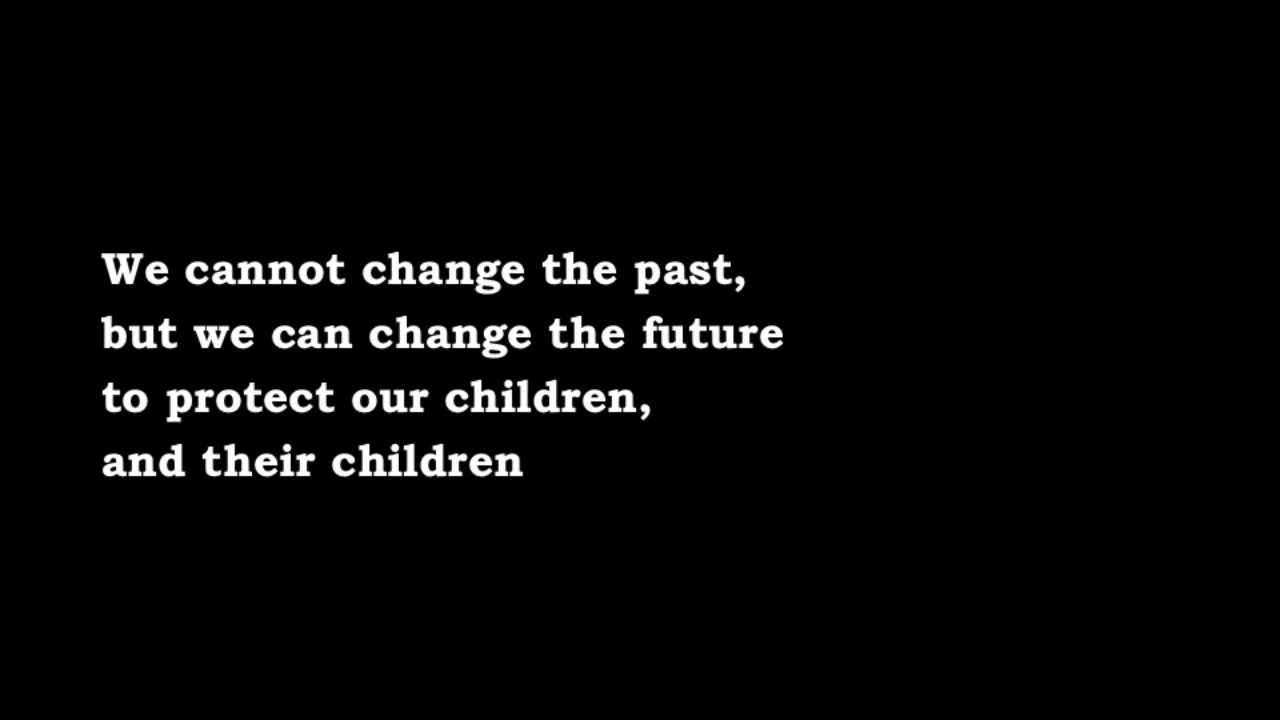 We cannot change the past,
but we can change the future
to protect our children,
and their children